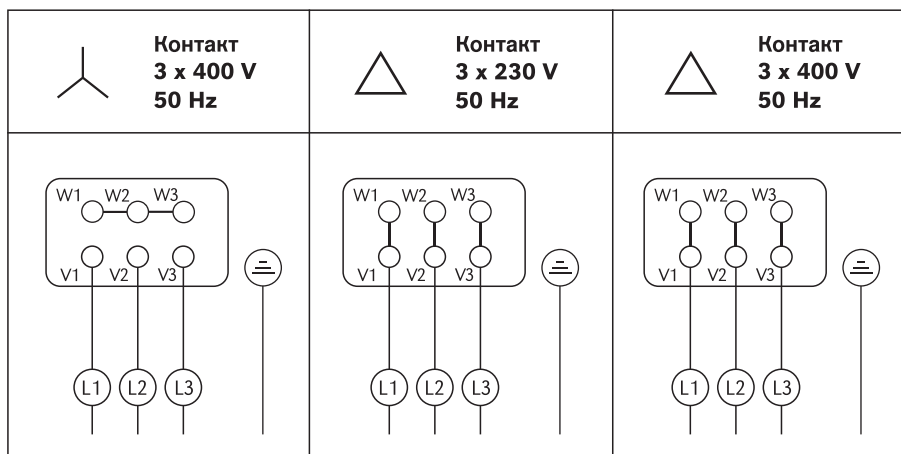 Контакт
3 x 400 V
50 Hz
Контакт
3 x 230 V
50 Hz
Контакт
3 x 400 V
50 Hz
W1 W2 W3
V1 V2 V3
L1 L2 L3
W1 W2 W3
V1 V2 V3
L1 L2 L3
W1 W2 W3
V1 V2 V3
L1 L2 L3